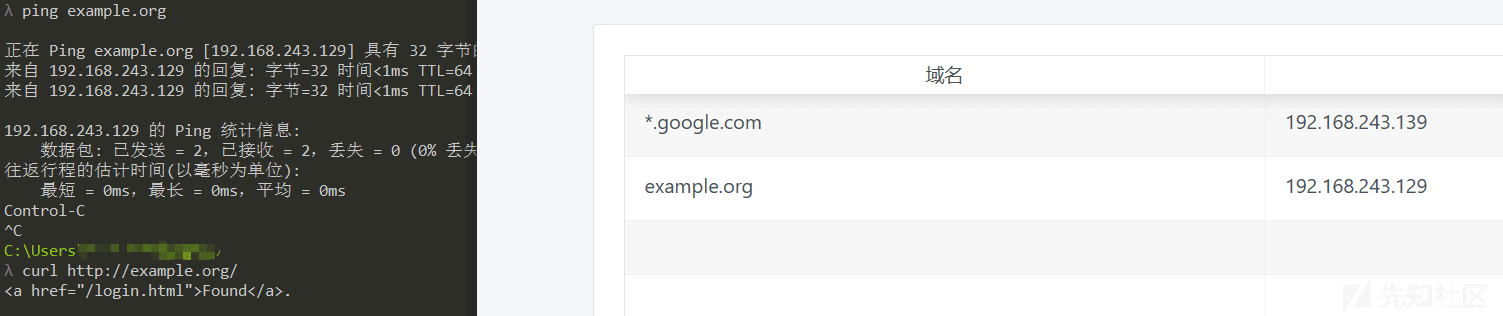 λ ping example.org
正在 Ping example.org [192.168.243.129] 具有 32 字节的
来自 192.168.243.129 的回复: 字节=32 时间<1ms TTL=64
来自 192.168.243.129 的回复: 字节=32 时间<1ms TTL=64
192.168.243.129 的 Ping 统计信息:
数据包: 已发送 = 2, 已接收 = 2, 丢失 = 0 (0% 丢失
往返行程的估计时间(以毫秒为单位):
最短 = 0ms, 最长 = 0ms, 平均 = 0ms
Control-C
^C
C:\Users
λ curl http://example.org/
<a href="/login.html">Found</a>.
域名
*.google.com 192.168.243.139
example.org 192.168.243.129
先知社区